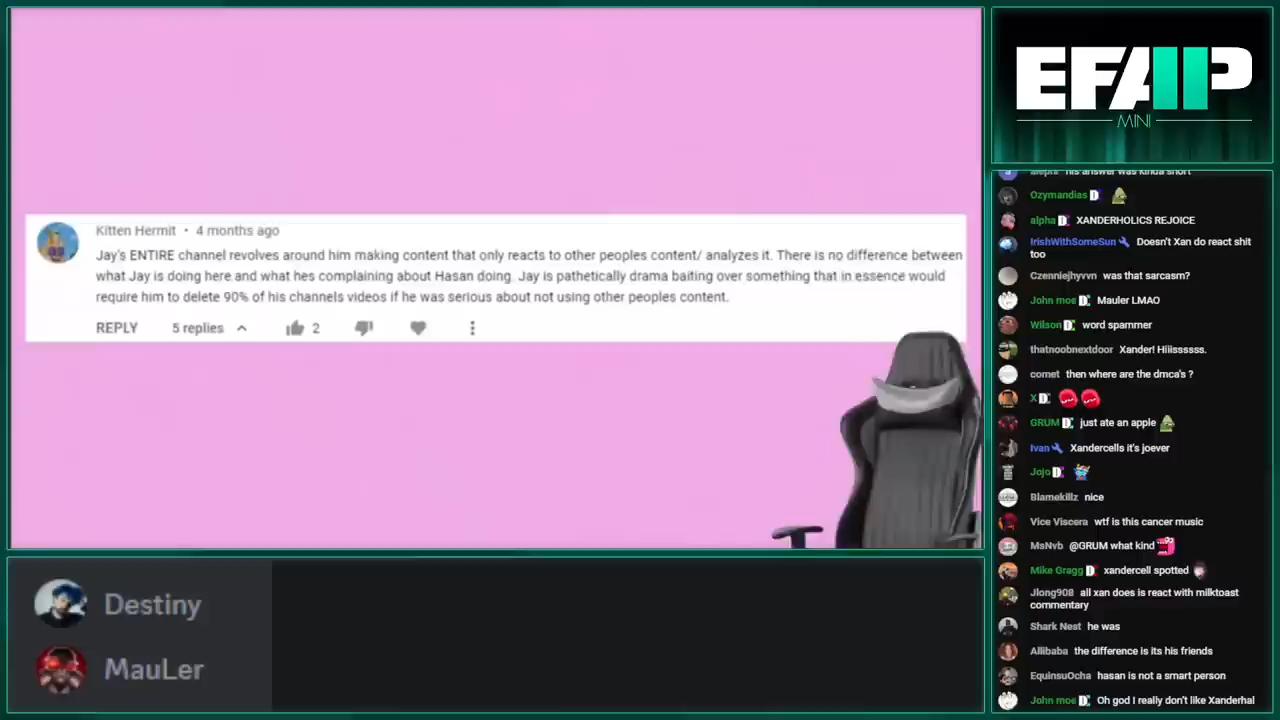 Kitten Hermit • 4 months ago
Jay's ENTIRE channel revolves around him making content that only reacts to other peoples content/ analyzes it. There is no difference between
what Jay is doing here and what hes complaining about Hasan doing. Jay is pathetically drama baiting over something that in essence would
require him to delete 90% of his channels videos if he was serious about not using other peoples content.
REPLY 5 replies 2
Destiny
MauLer
EFAP
MINI
his answer was kinda short
Ozymandias
alpha XANDERHOLICS REJOICE
IrishWithSomeSun Doesn't Xan do react shit
too
Czenniejhyvvn was that sarcasm?
John moe Mauler LMAO
Wilson word spammer
thatnoobnextdoor Xander! Hiiissssss.
comet then where are the dmca's ?
X
GRUM just ate an apple
Ivan Xandercells it's joever
Jojo
Blamekillz nice
Vice Viscera wtf is this cancer music
MsNvb @GRUM what kind
Mike Gragg xandercell spotted
Jlong908 all xan does is react with milktoast
commentary
Shark Nest he was
Allibaba the difference is its his friends
EquinsuOcha hasan is not a smart person
John moe Oh god I really don't like Xanderhal